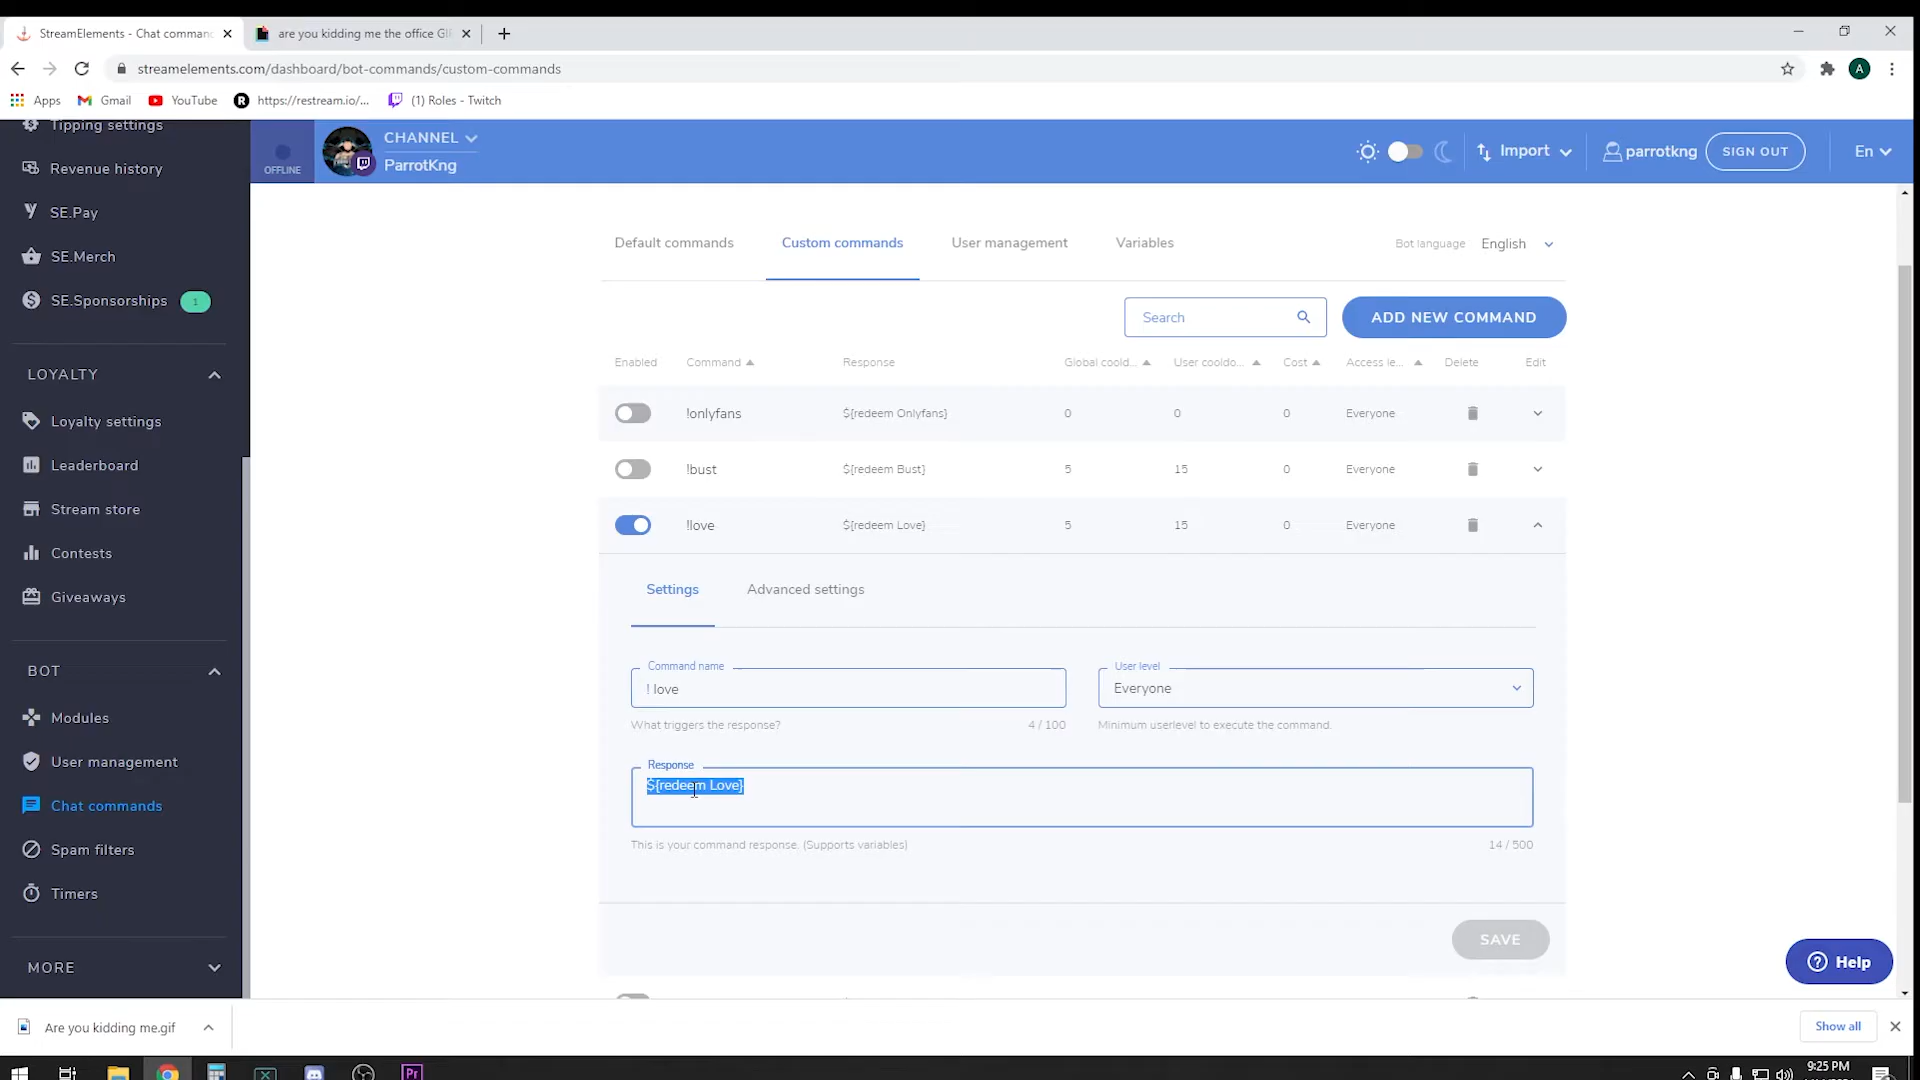 StreamElements - Chat comman
are you kidding me the office GI
streamelements.com/dashboard/bot-commands/custom-commands
A
Apps
Gmail
YouTube
https://restream.io/...
(1) Roles - Twitch
Tipping settings
Revenue history
SE.Pay
SE.Merch
SE.Sponsorships
1
LOYALTY
Loyalty settings
Leaderboard
Stream store
Contests
Giveaways
BOT
Modules
User management
Chat commands
Spam filters
Timers
MORE
OFFLINE
CHANNEL
ParrotKng
Import
parrotkng
SIGN OUT
En
Default commands
Custom commands
User management
Variables
Bot language
English
Search
ADD NEW COMMAND
Enabled
Command
Response
Global coold...
User cooldo...
Cost
Access le...
Delete
Edit
!onlyfans
${redeem Onlyfans}
0
0
0
Everyone
!bust
${redeem Bust}
5
15
0
Everyone
!love
${redeem Love}
5
15
0
Everyone
Settings
Advanced settings
Command name
! love
What triggers the response?
4 / 100
User level
Everyone
Minimum userlevel to execute the command.
Response
${redeem Love}
This is your command response. (Supports variables)
14 / 500
SAVE
Help
Are you kidding me.gif
Show all
Pr
9:25 PM